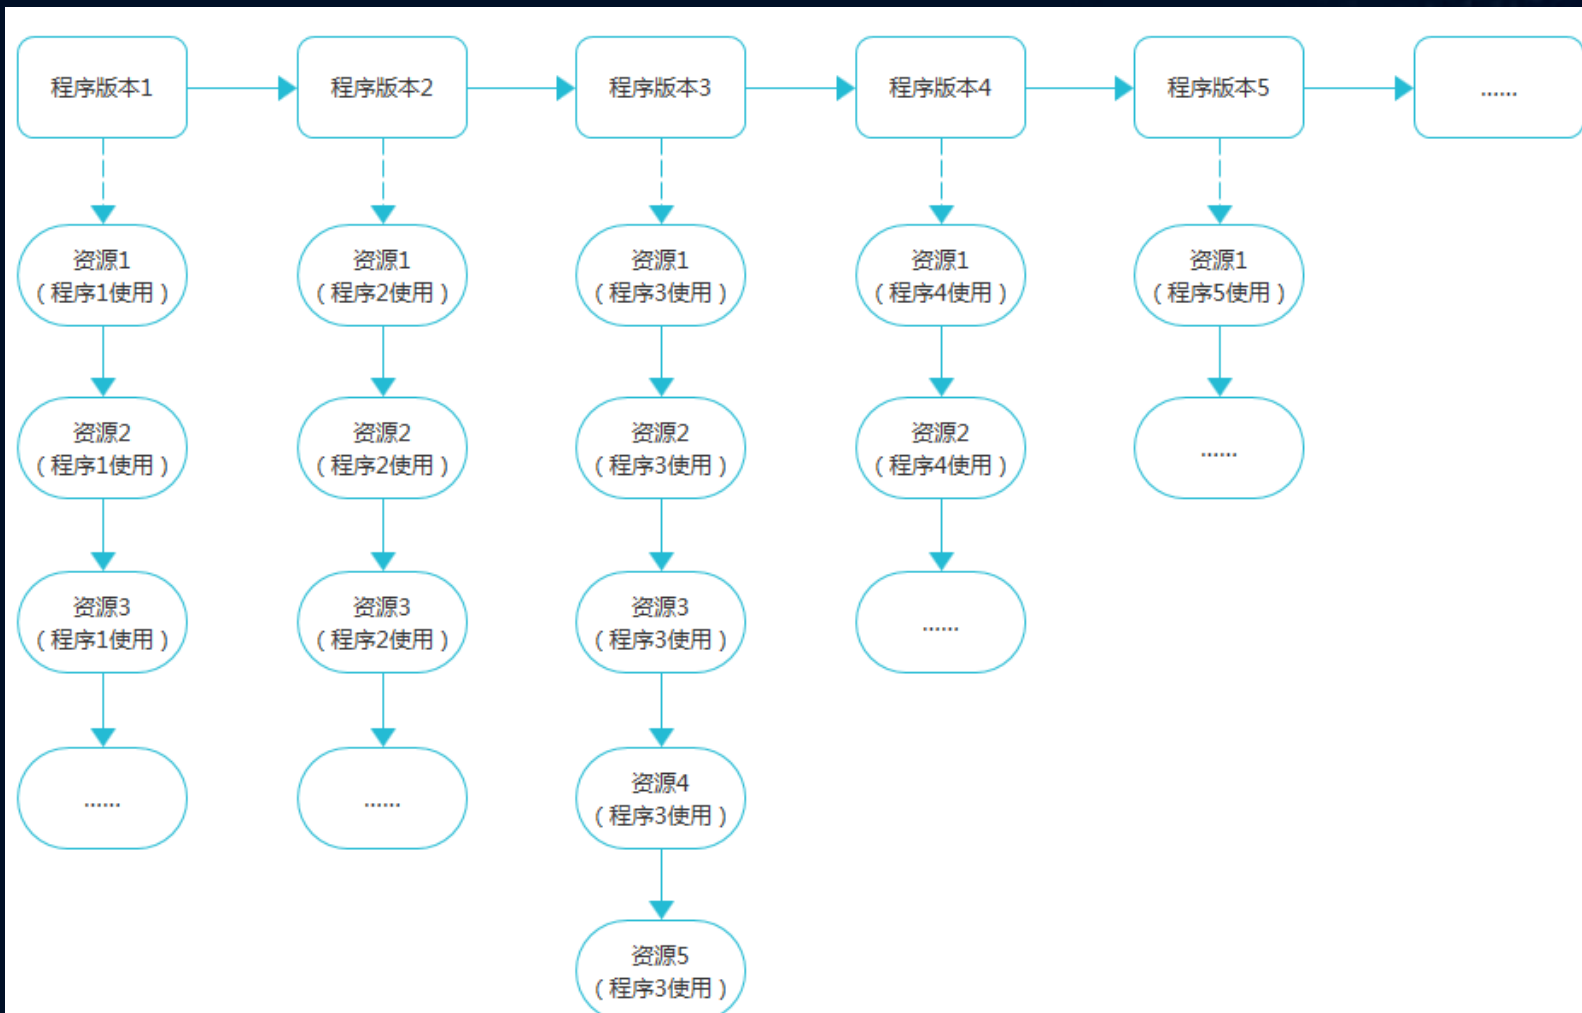 程序版本1
程序版本2
程序版本3
程序版本4
程序版本5
......
资源1
（程序1使用）
资源1
（程序2使用）
资源1
（程序3使用）
资源1
（程序4使用）
资源1
（程序5使用）
资源2
（程序1使用）
资源2
（程序2使用）
资源2
（程序3使用）
资源2
（程序4使用）
......
资源3
（程序1使用）
资源3
（程序2使用）
资源3
（程序3使用）
......
......
......
资源4
（程序3使用）
资源5
（程序3使用）